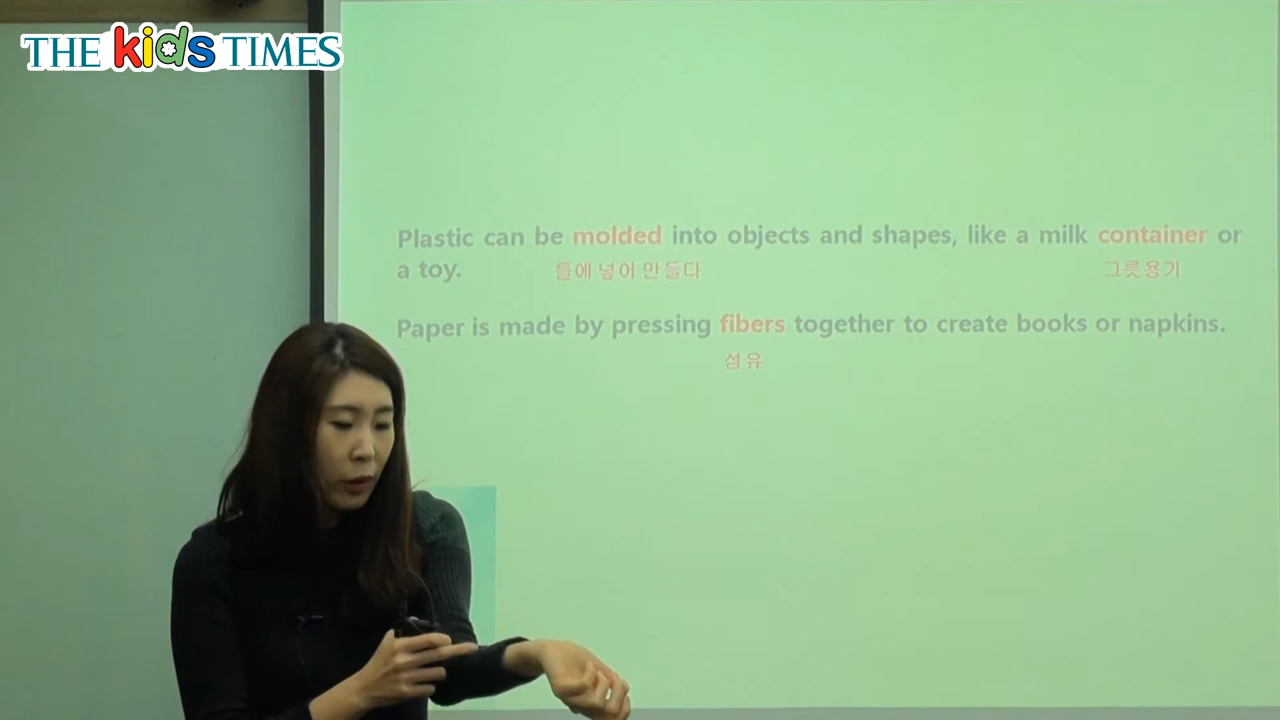 THE kids TIMES
Plastic can be molded into objects and shapes, like a milk container or
a toy.
틀에 넣어 만들다
그릇용기
Paper is made by pressing fibers together to create books or napkins.
섬유